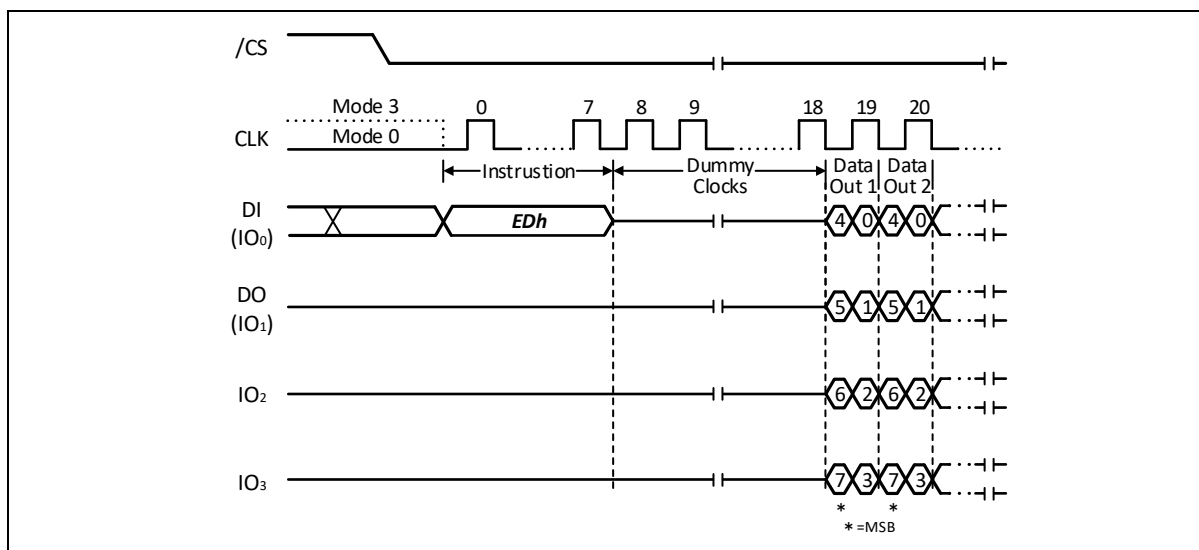 /CS
Mode 3 0 7 8 9 18 19 20
CLK Mode 0
Instrustion Dummy Clocks Data Out 1 Data Out 2
DI (IO0) EDh 4 0 4 0
DO (IO1) 5 1 5 1
IO2 6 2 6 2
IO3 7 3 7 3
* *
* =MSB